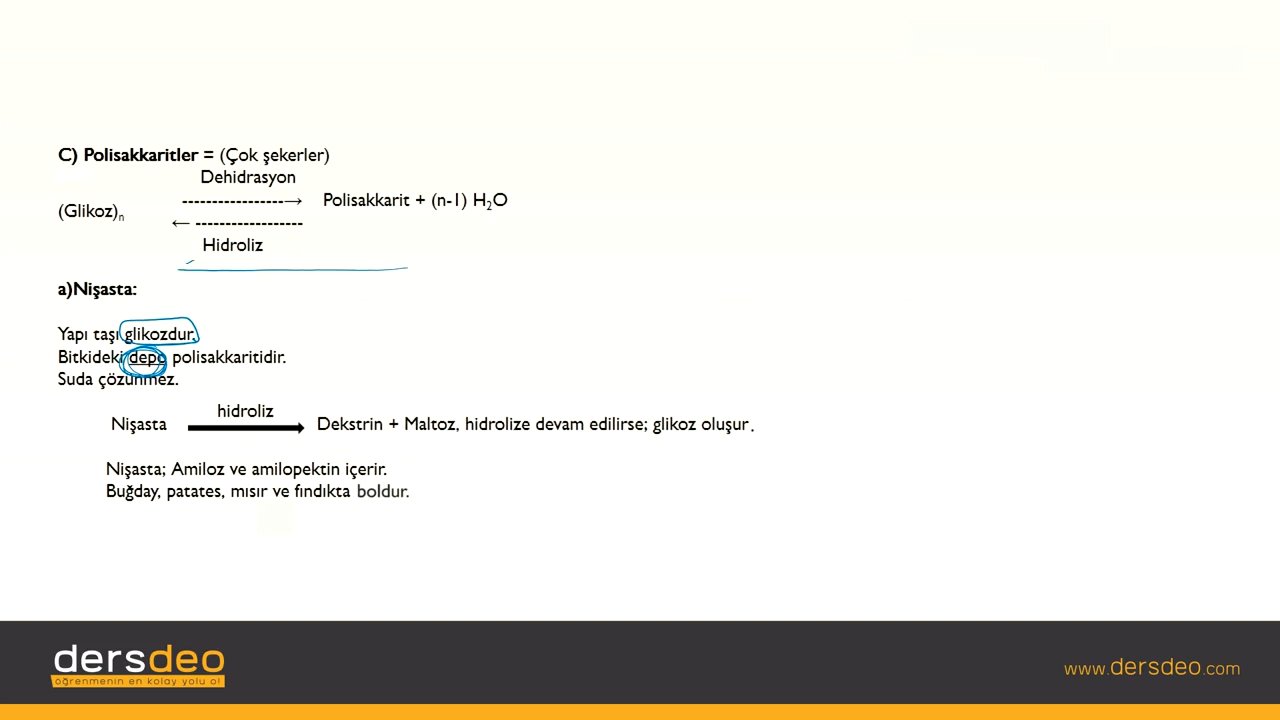 C) Polisakkaritler = (Çok şekerler)
Dehidrasyon
(Glikoz)n -----------------→ Polisakkarit + (n-1) H₂O
← ------------------
Hidroliz
a)Nişasta:
Yapı taşı glikozdur.
Bitkideki depo polisakkaritidir.
Suda çözünmez.
hidroliz
Nişasta Dekstrin + Maltoz, hidrolize devam edilirse; glikoz oluşur.
Nişasta; Amiloz ve amilopektin içerir.
Buğday, patates, mısır ve fındıkta boldur.
dersdeo
öğrenmenin en kolay yolu o!
www.dersdeo.com